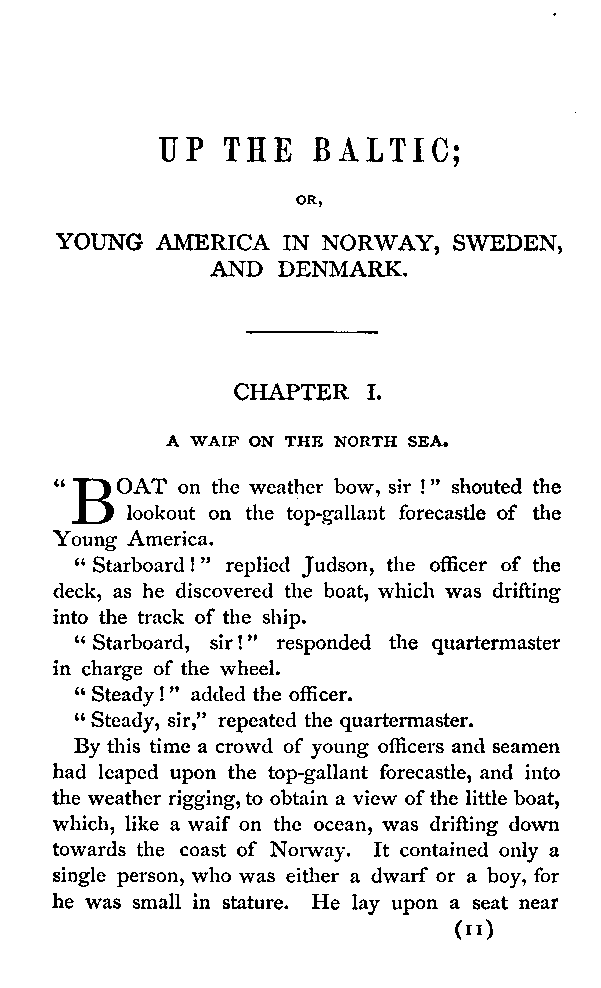 UP THE BALTIC;
OR,
YOUNG AMERICA IN NORWAY, SWEDEN,
AND DENMARK.
CHAPTER I.
A WAIF ON THE NORTH SEA.
"BOAT on the weather bow, sir!" shouted the
lookout on the top-gallant forecastle of the
Young America.
"Starboard!" replied Judson, the officer of the
deck, as he discovered the boat, which was drifting
into the track of the ship.
"Starboard, sir!" responded the quartermaster
in charge of the wheel.
"Steady!" added the officer.
"Steady, sir," repeated the quartermaster.
By this time a crowd of young officers and seamen
had leaped upon the top-gallant forecastle, and into
the weather rigging, to obtain a view of the little boat,
which, like a waif on the ocean, was drifting down
towards the coast of Norway. It contained only a
single person, who was either a dwarf or a boy, for
he was small in stature. He lay upon a seat near
(11)